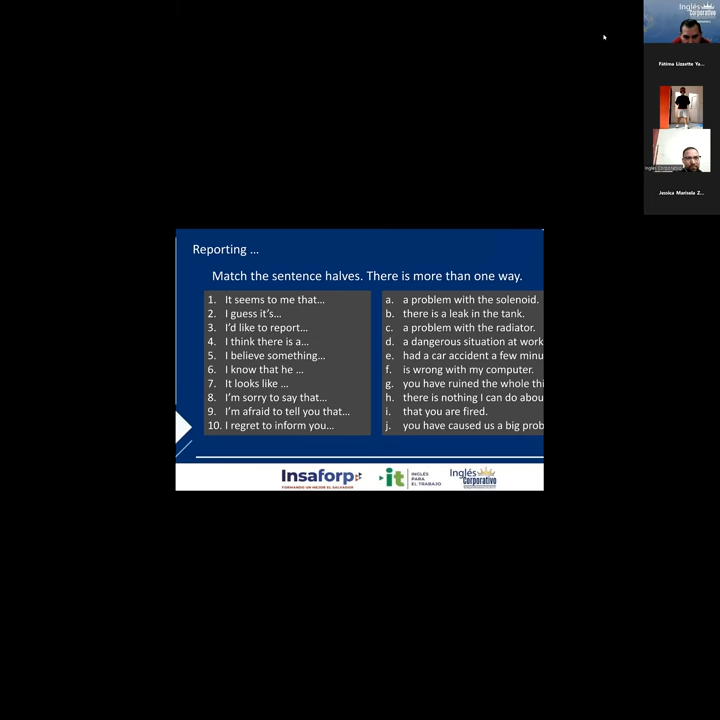 Inglés
Corporativo
Fátima Lizzette Ya...
Inglés Corporativo
Jessica Marisela Z...
Reporting ...
Match the sentence halves. There is more than one way.
1. It seems to me that...
2. I guess it's...
3. I'd like to report...
4. I think there is a...
5. I believe something...
6. I know that he ...
7. It looks like ...
8. I'm sorry to say that...
9. I'm afraid to tell you that...
10. I regret to inform you...
a. a problem with the solenoid.
b. there is a leak in the tank.
c. a problem with the radiator.
d. a dangerous situation at work
e. had a car accident a few minu
f. is wrong with my computer.
g. you have ruined the whole thi
h. there is nothing I can do abou
i. that you are fired.
j. you have caused us a big prob
Insaforp
FORMANDO UN MEJOR EL SALVADOR
it
INGLÉS
PARA
EL TRABAJO
Inglés
Corporativo